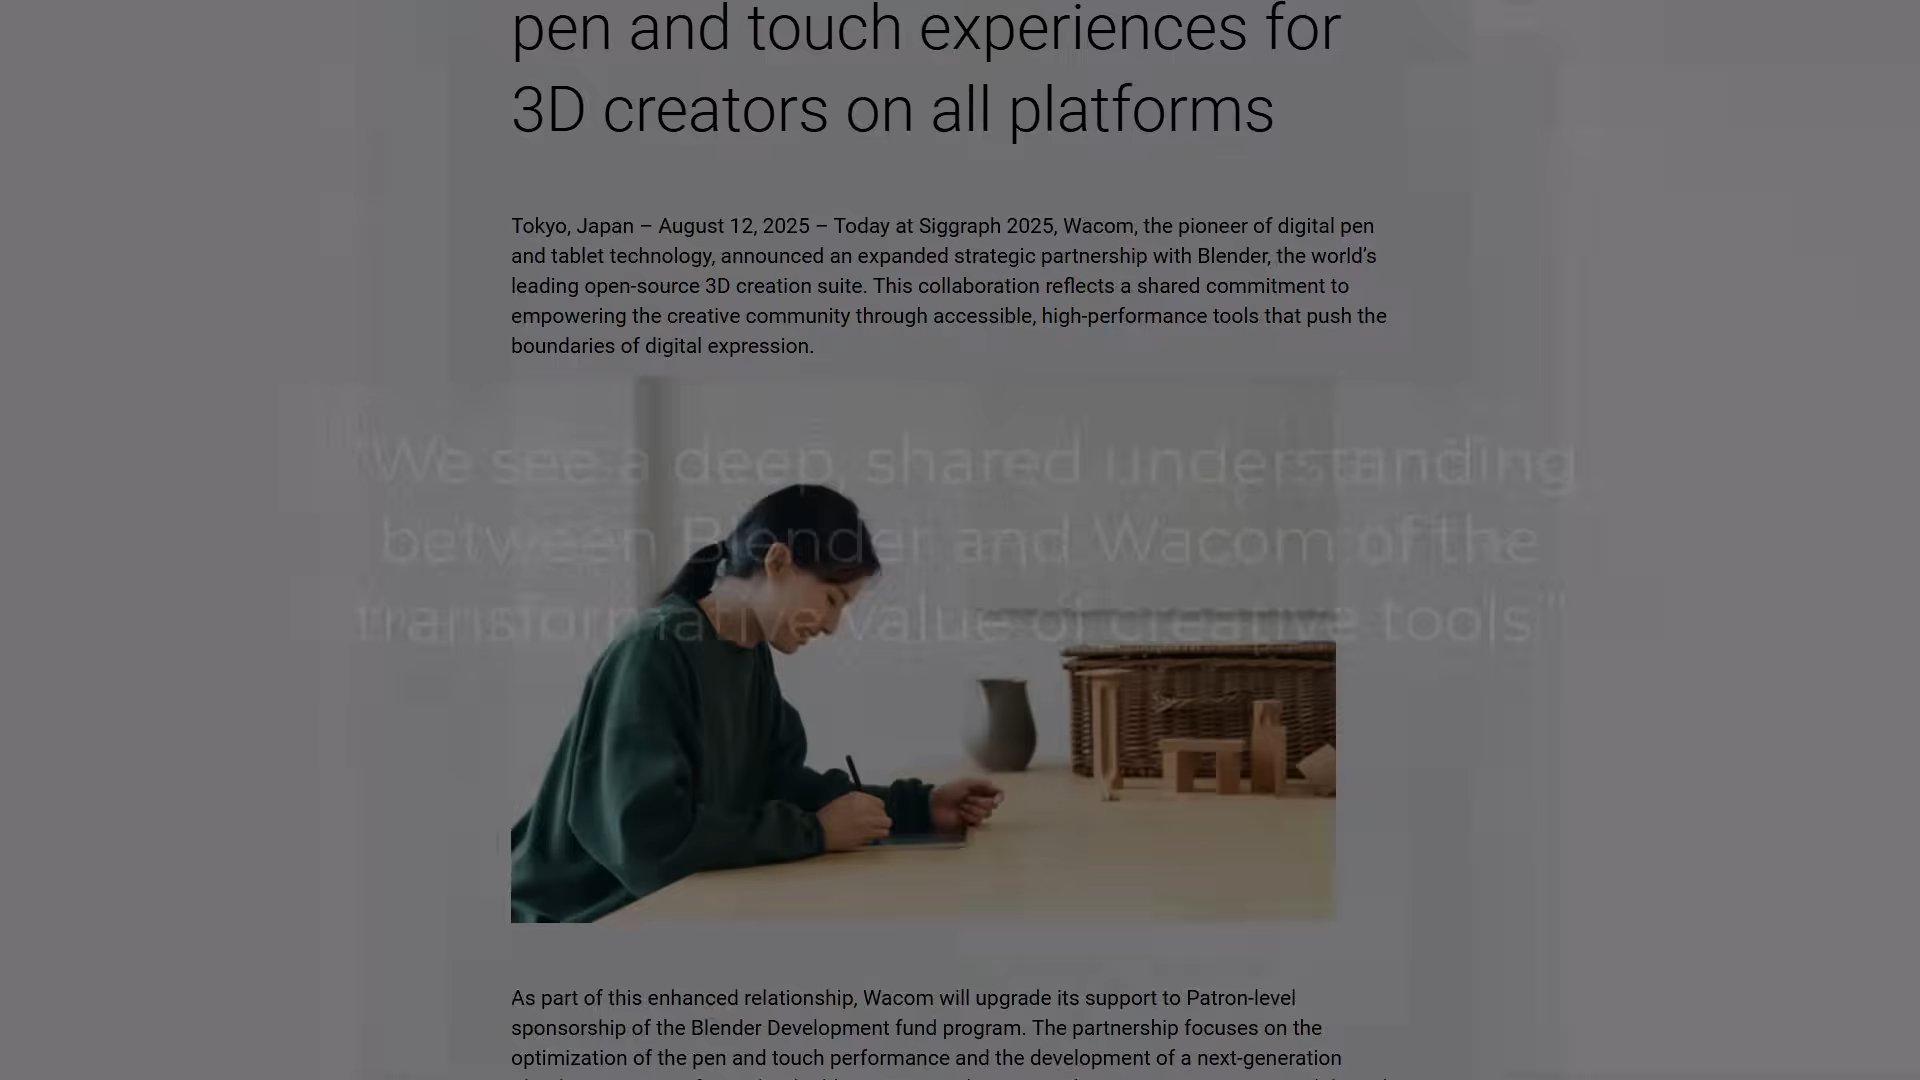 pen and touch experiences for
3D creators on all platforms
Tokyo, Japan – August 12, 2025 – Today at Siggraph 2025, Wacom, the pioneer of digital pen
and tablet technology, announced an expanded strategic partnership with Blender, the world’s
leading open-source 3D creation suite. This collaboration reflects a shared commitment to
empowering the creative community through accessible, high-performance tools that push the
boundaries of digital expression.
"We see a deep, shared understanding
between Blender and Wacom of the
transformative value of creative tools"
As part of this enhanced relationship, Wacom will upgrade its support to Patron-level
sponsorship of the Blender Development fund program. The partnership focuses on the
optimization of the pen and touch performance and the development of a next-generation